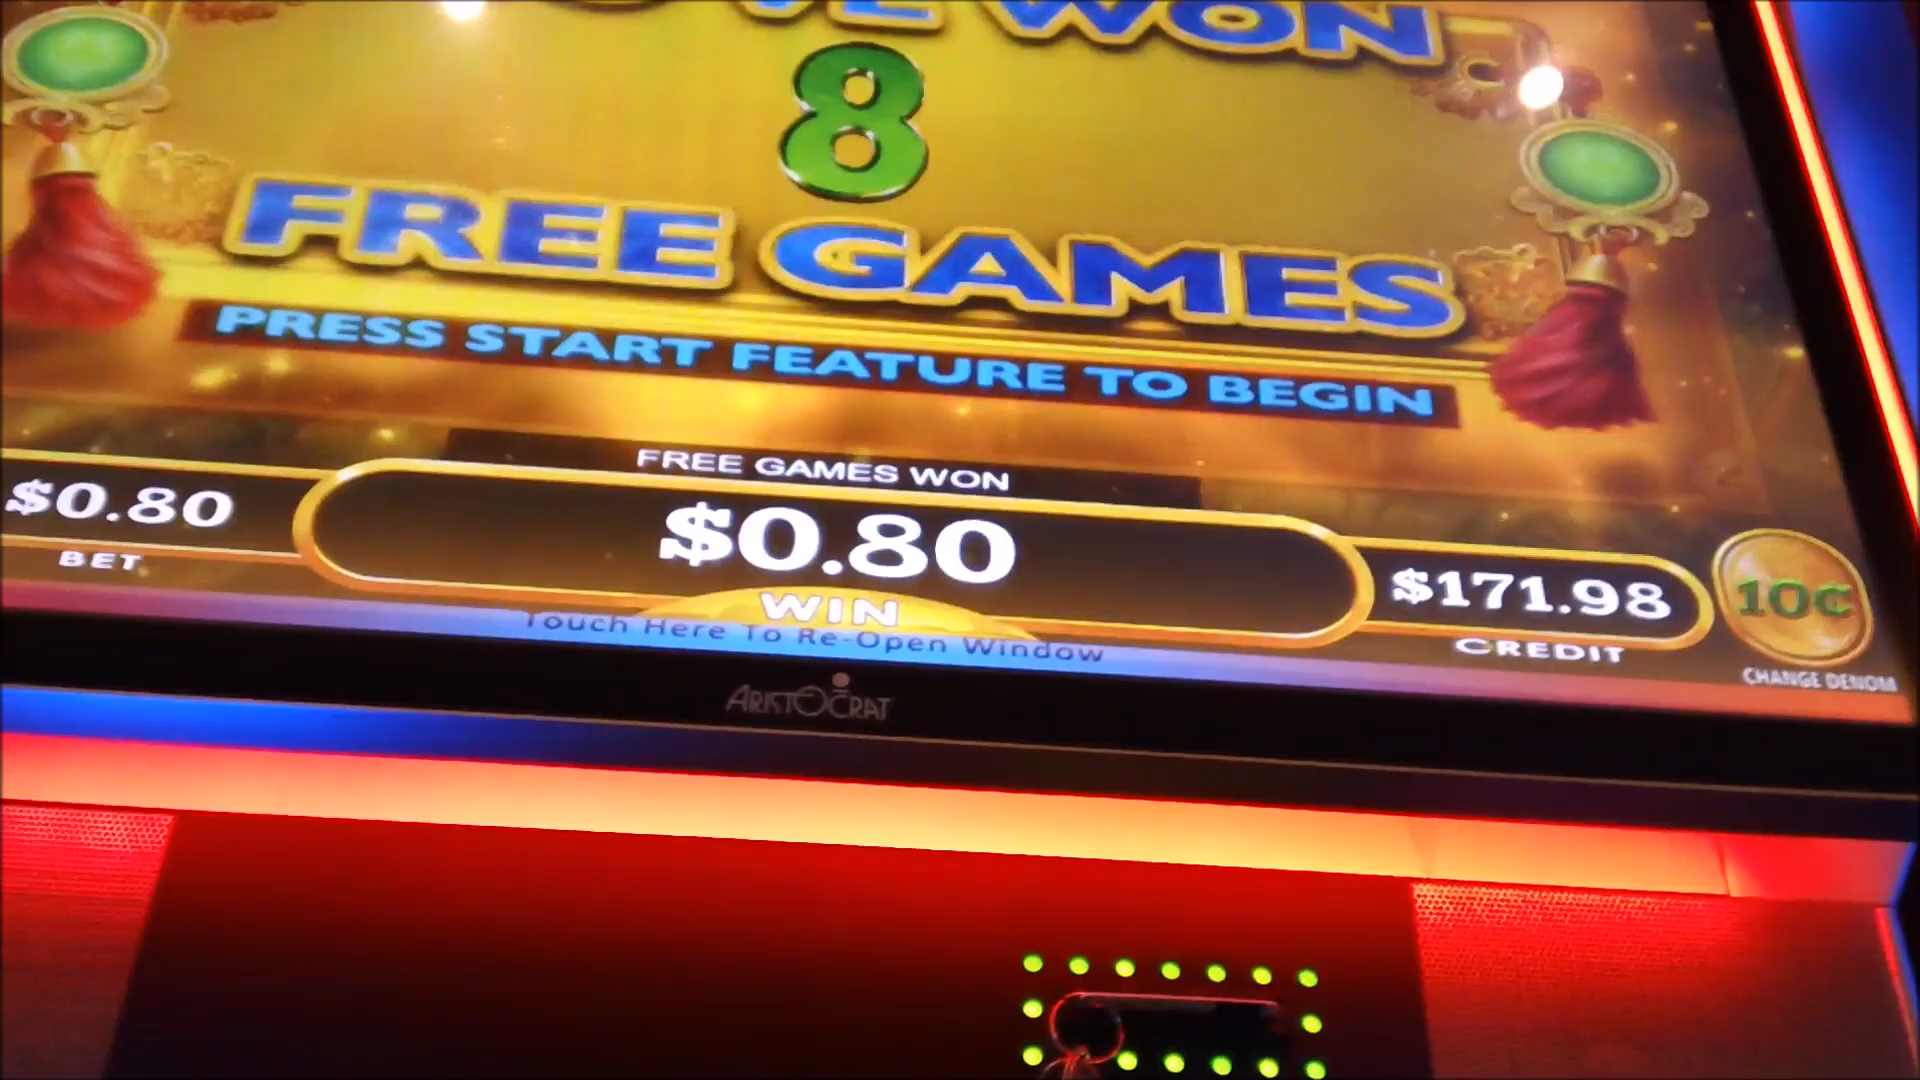 WON
8
FREE GAMES
PRESS START FEATURE TO BEGIN
FREE GAMES WON
$0.80
BET
$0.80
WIN
$171.98
CREDIT
10¢
CHANGE DENOM
Touch Here To Re-Open Window
ARISTOCRAT